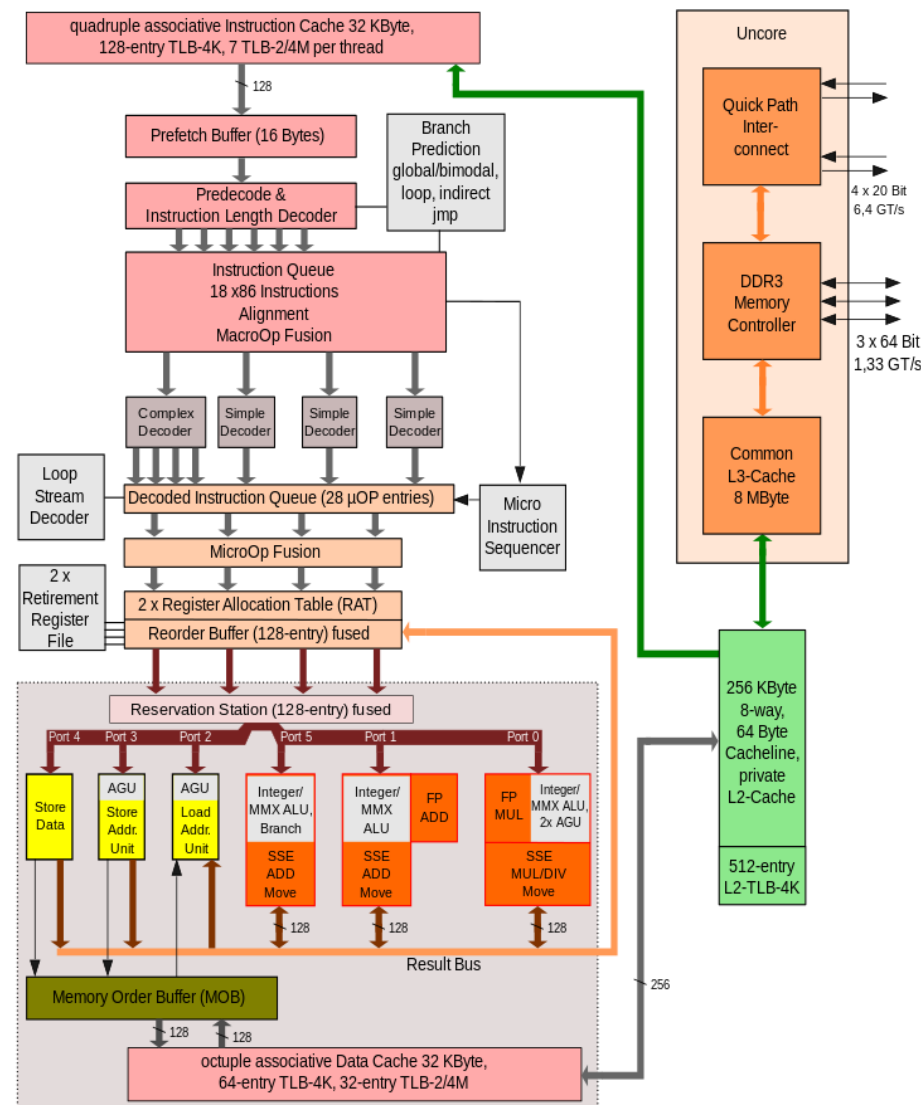 quadruple associative Instruction Cache 32 KByte,
128-entry TLB-4K, 7 TLB-2/4M per thread
128
Prefetch Buffer (16 Bytes)
Branch
Prediction
global/bimodal,
loop, indirect
jmp
Predecode &
Instruction Length Decoder
Instruction Queue
18 x86 Instructions
Alignment
MacroOp Fusion
Complex
Decoder
Simple
Decoder
Simple
Decoder
Simple
Decoder
Loop
Stream
Decoder
Decoded Instruction Queue (28 µOP entries)
Micro
Instruction
Sequencer
MicroOp Fusion
2 x
Retirement
Register
File
2 x Register Allocation Table (RAT)
Reorder Buffer (128-entry) fused
Reservation Station (128-entry) fused
Port 4
Port 3
Port 2
Port 5
Port 1
Port 0
Store
Data
AGU
Store
Addr.
Unit
AGU
Load
Addr.
Unit
Integer/
MMX ALU,
Branch
SSE
ADD
Move
Integer/
MMX
ALU
SSE
ADD
Move
FP
ADD
FP
MUL
Integer/
MMX ALU,
2x AGU
SSE
MUL/DIV
Move
128
128
128
Result Bus
Memory Order Buffer (MOB)
128
128
octuple associative Data Cache 32 KByte,
64-entry TLB-4K, 32-entry TLB-2/4M
256
Uncore
Quick Path
Inter-
connect
4 x 20 Bit
6,4 GT/s
DDR3
Memory
Controller
3 x 64 Bit
1,33 GT/s
Common
L3-Cache
8 MByte
256 KByte
8-way,
64 Byte
Cacheline,
private
L2-Cache
512-entry
L2-TLB-4K